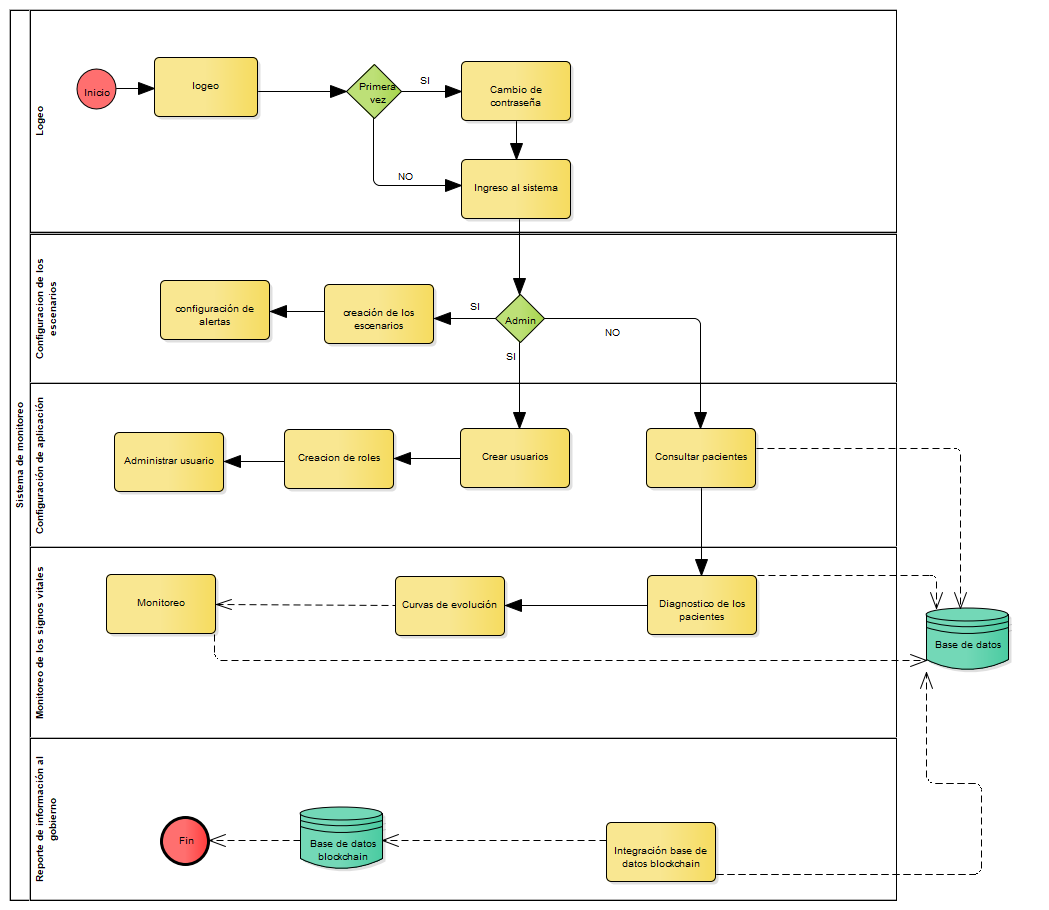 Sistema de monitoreo
Logeo
Inicio
logeo
Primera
vez
SI
Cambio de
contraseña
NO
Ingreso al sistema
Configuracion de los
escenarios
configuración de
alertas
creación de los
escenarios
SI
Admin
NO
SI
Configuración de aplicación
Administrar usuario
Creacion de roles
Crear usuarios
Consultar pacientes
Monitoreo de los signos vitales
Monitoreo
Curvas de evolución
Diagnostico de los
pacientes
Base de datos
Reporte de información al
gobierno
Fin
Base de datos
blockchain
Integración base de
datos blockchain